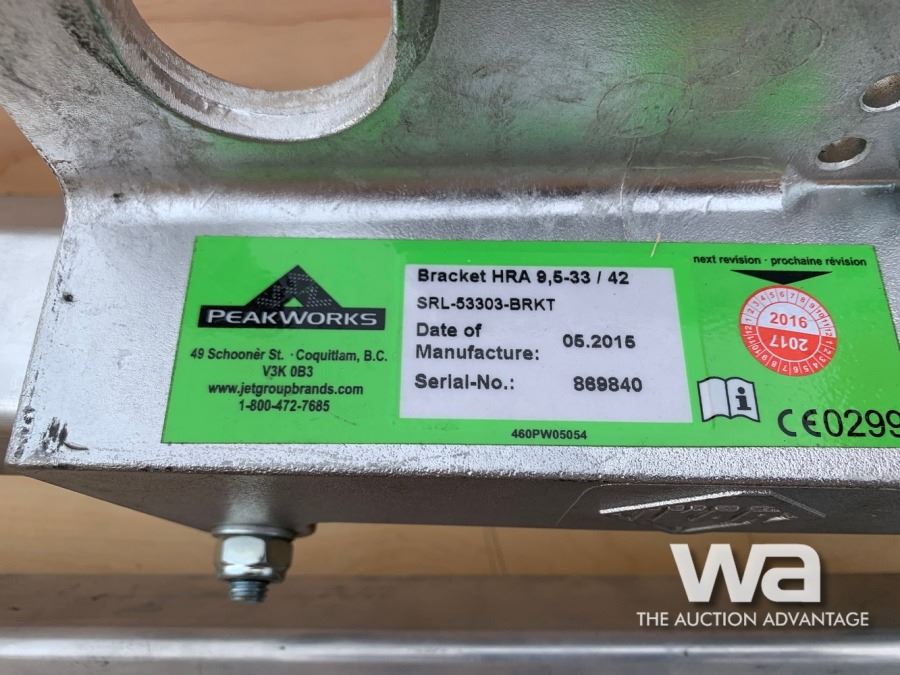 PEAKWORKS
49 Schooner St. · Coquitlam, B.C.
V3K 0B3
www.jetgroupbrands.com
1-800-472-7685
Bracket HRA 9,5-33 / 42
SRL-53303-BRKT
Date of
Manufacture: 05.2015
Serial-No.: 869840
460PW05054
next revision · prochaine révision
2016
2017
i
CE0299
wa
THE AUCTION ADVANTAGE